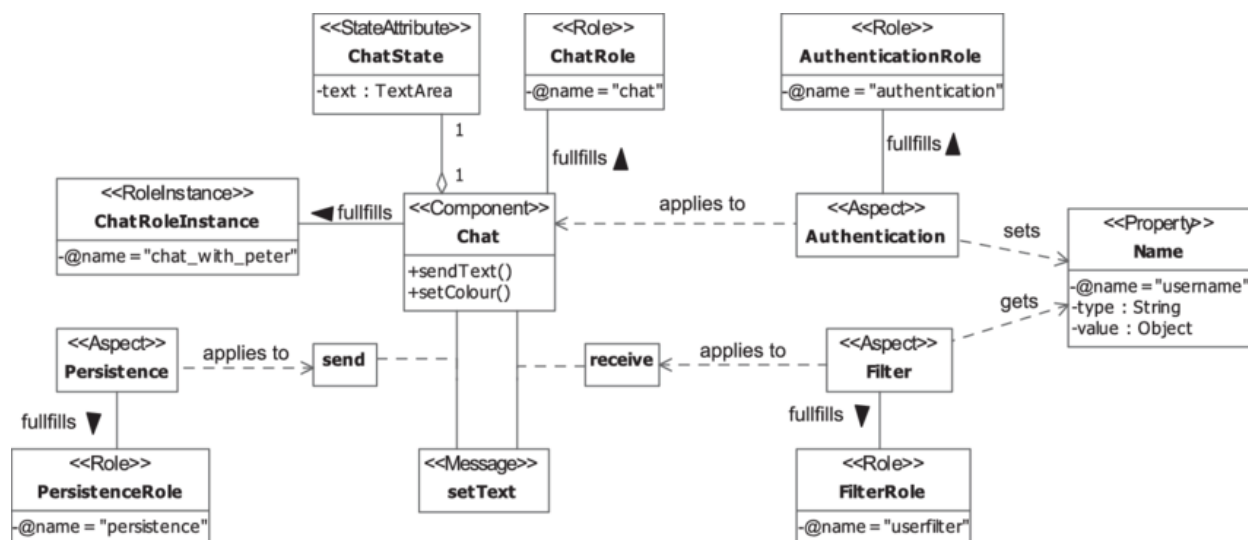 <<StateAttribute>>
ChatState
-text : TextArea
<<Role>>
ChatRole
-@name="chat"
<<Role>>
AuthenticationRole
-@name="authentication"
1
1
fullfills
fullfills
<<RoleInstance>>
ChatRoleInstance
-@name="chat_with_peter"
fullfills
<<Component>>
Chat
+sendText()
+setColour()
applies to
<<Aspect>>
Authentication
sets
<<Property>>
Name
-@name="username"
-type : String
-value : Object
gets
<<Aspect>>
Persistence
applies to
send
receive
applies to
<<Aspect>>
Filter
fullfills
fullfills
<<Role>>
PersistenceRole
-@name="persistence"
<<Message>>
setText
<<Role>>
FilterRole
-@name="userfilter"